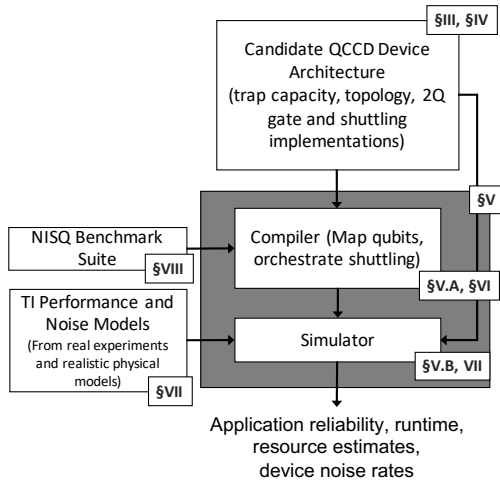 §III, §IV
Candidate QCCD Device
Architecture
(trap capacity, topology, 2Q
gate and shuttling
implementations)
§V
NISQ Benchmark
Suite
§VIII
Compiler (Map qubits,
orchestrate shuttling)
§V.A, §VI
TI Performance and
Noise Models
(From real experiments
and realistic physical
models)
§VII
Simulator
§V.B, VII
Application reliability, runtime,
resource estimates,
device noise rates